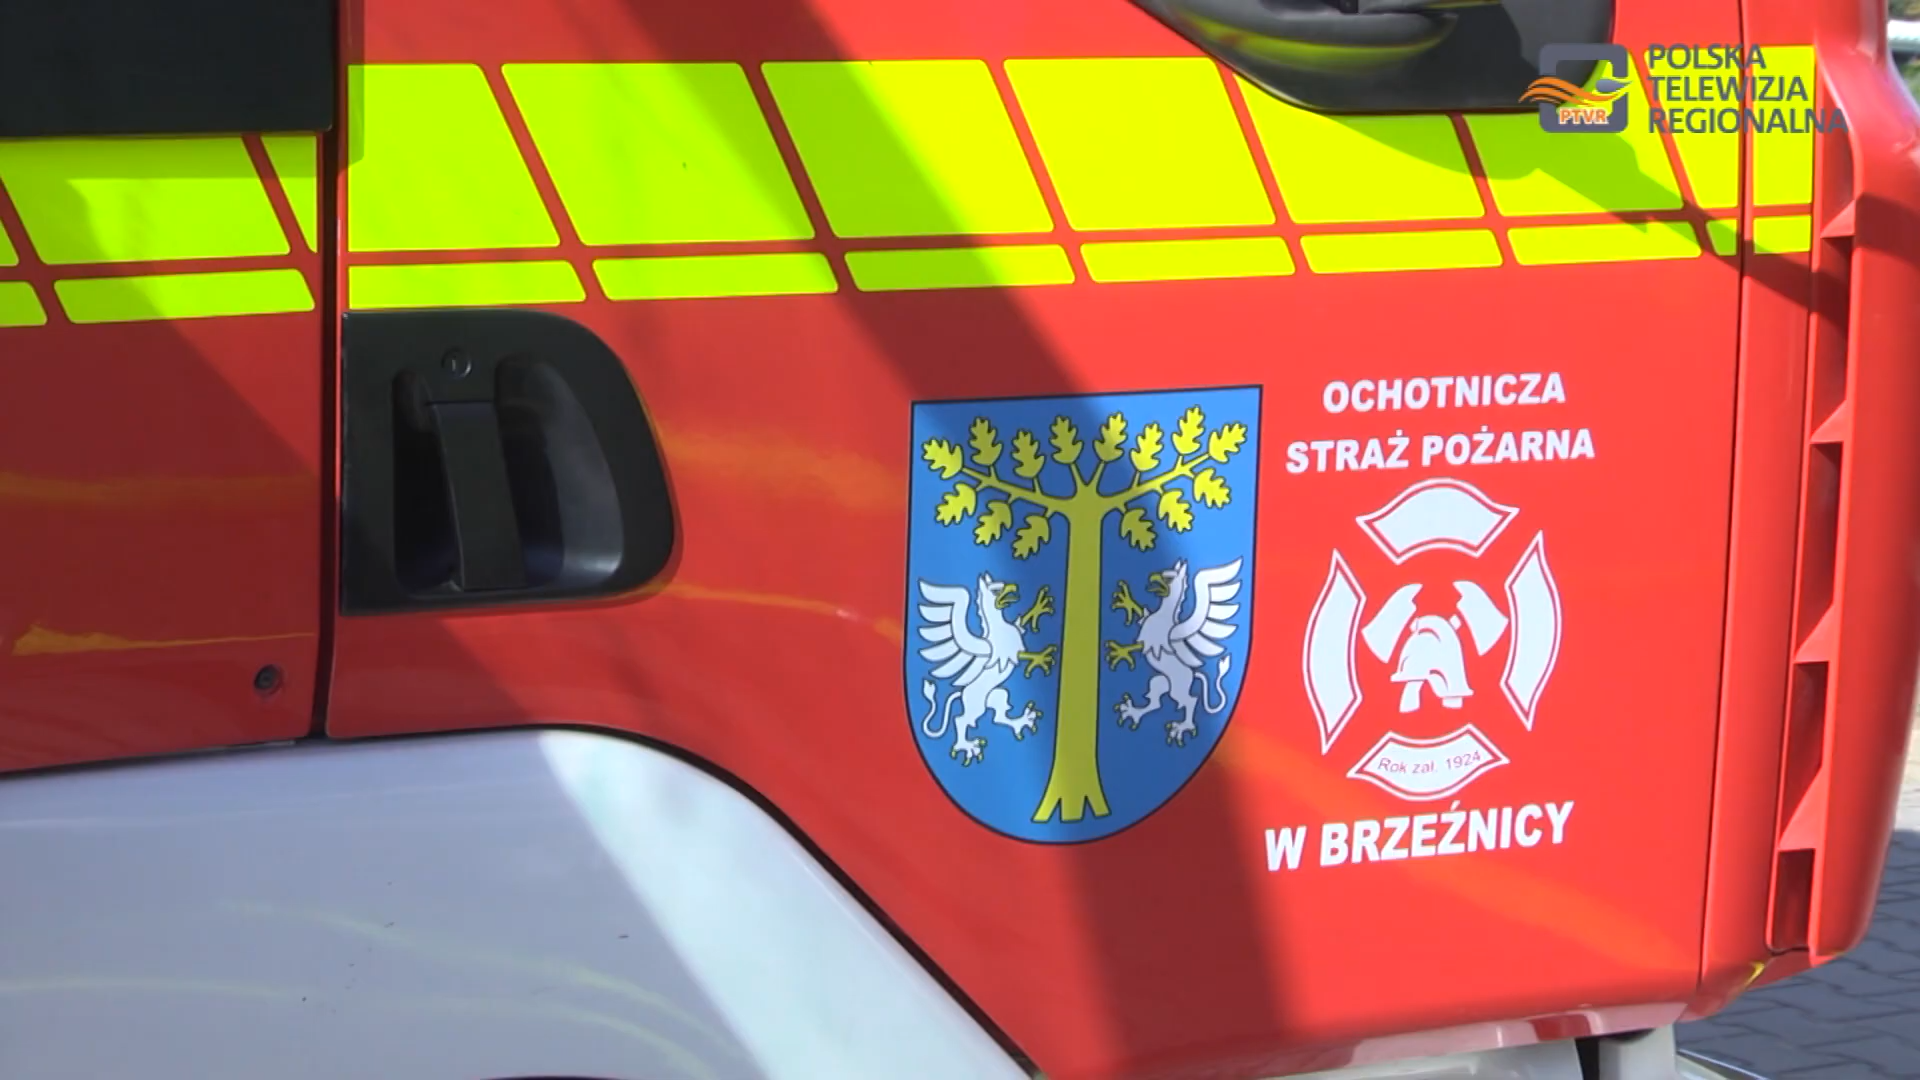 POLSKA
TELEWIZJA
REGIONALNA
PTVR
OCHOTNICZA
STRAŻ POŻARNA
Rok zał. 1924
W BRZEŹNICY